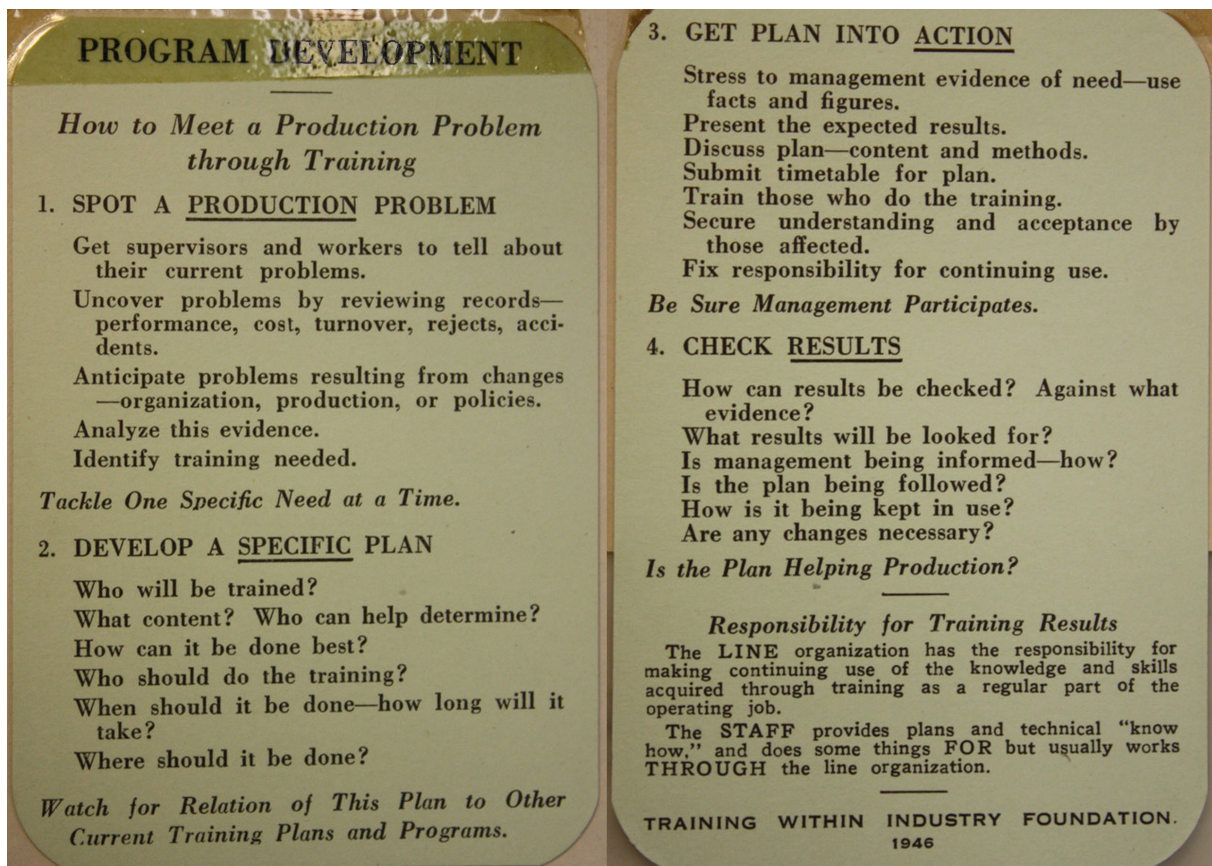 PROGRAM DEVELOPMENT
How to Meet a Production Problem
through Training
1. SPOT A PRODUCTION PROBLEM
Get supervisors and workers to tell about
their current problems.
Uncover problems by reviewing records—
performance, cost, turnover, rejects, acci-
dents.
Anticipate problems resulting from changes
—organization, production, or policies.
Analyze this evidence.
Identify training needed.
Tackle One Specific Need at a Time.
2. DEVELOP A SPECIFIC PLAN
Who will be trained?
What content? Who can help determine?
How can it be done best?
Who should do the training?
When should it be done—how long will it
take?
Where should it be done?
Watch for Relation of This Plan to Other
Current Training Plans and Programs.
3. GET PLAN INTO ACTION
Stress to management evidence of need—use
facts and figures.
Present the expected results.
Discuss plan—content and methods.
Submit timetable for plan.
Train those who do the training.
Secure understanding and acceptance by
those affected.
Fix responsibility for continuing use.
Be Sure Management Participates.
4. CHECK RESULTS
How can results be checked? Against what
evidence?
What results will be looked for?
Is management being informed—how?
Is the plan being followed?
How is it being kept in use?
Are any changes necessary?
Is the Plan Helping Production?
Responsibility for Training Results
The LINE organization has the responsibility for
making continuing use of the knowledge and skills
acquired through training as a regular part of the
operating job.
The STAFF provides plans and technical “know
how,” and does some things FOR but usually works
THROUGH the line organization.
TRAINING WITHIN INDUSTRY FOUNDATION.
1946